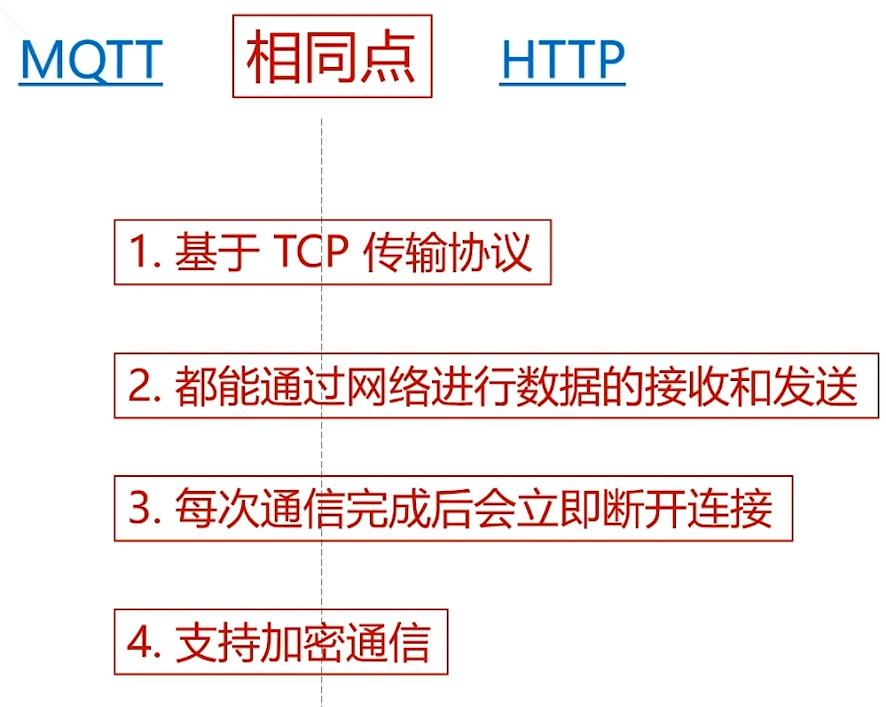 MQTT 相同点 HTTP
1. 基于 TCP 传输协议
2. 都能通过网络进行数据的接收和发送
3. 每次通信完成后会立即断开连接
4. 支持加密通信